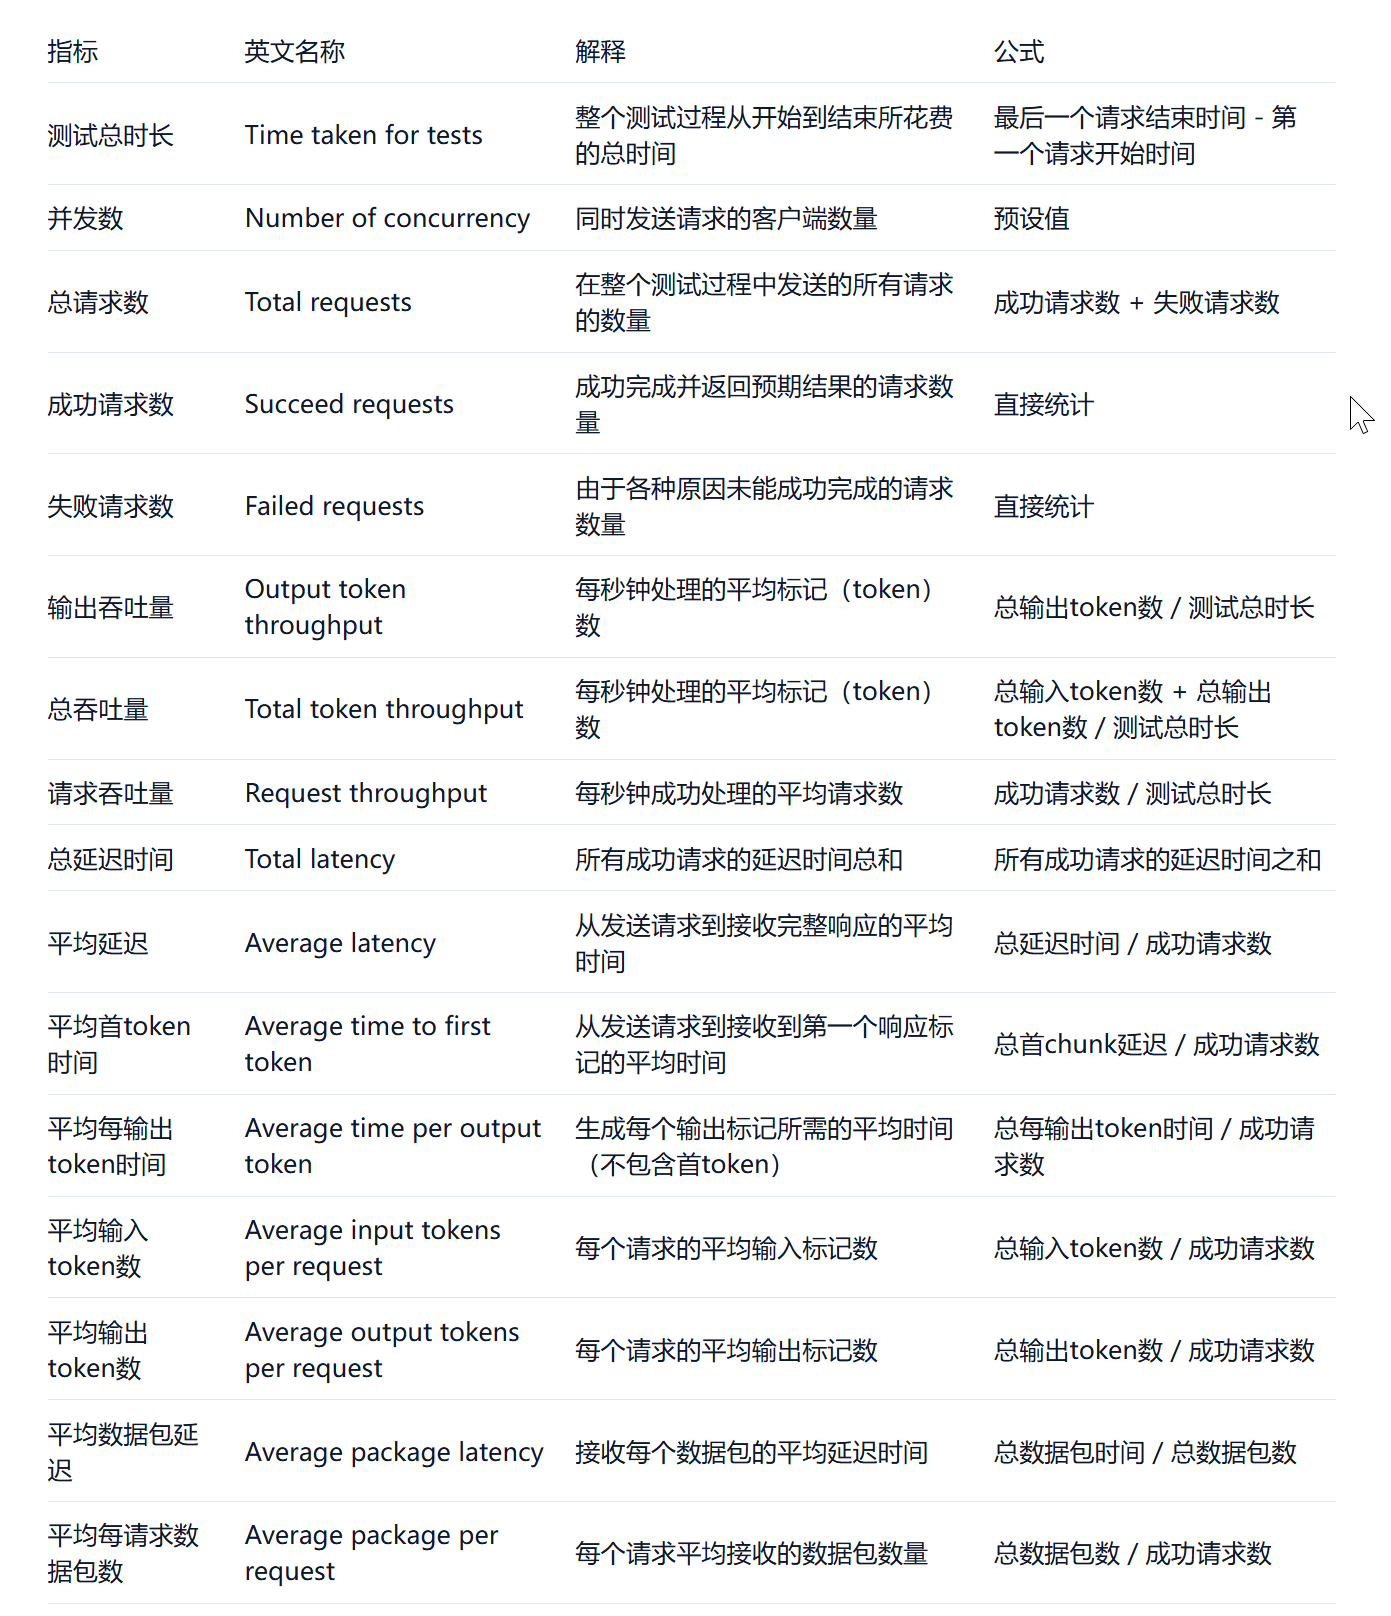 指标
英文名称
解释
公式
测试总时长
Time taken for tests
整个测试过程从开始到结束所花费
的总时间
最后一个请求结束时间 - 第
一个请求开始时间
并发数
Number of concurrency
同时发送请求的客户端数量
预设值
总请求数
Total requests
在整个测试过程中发送的所有请求
的数量
成功请求数 + 失败请求数
成功请求数
Succeed requests
成功完成并返回预期结果的请求数
量
直接统计
失败请求数
Failed requests
由于各种原因未能成功完成的请求
数量
直接统计
输出吞吐量
Output token
throughput
每秒钟处理的平均标记（token）
数
总输出token数 / 测试总时长
总吞吐量
Total token throughput
每秒钟处理的平均标记（token）
数
总输入token数 + 总输出
token数 / 测试总时长
请求吞吐量
Request throughput
每秒钟成功处理的平均请求数
成功请求数 / 测试总时长
总延迟时间
Total latency
所有成功请求的延迟时间总和
所有成功请求的延迟时间之和
平均延迟
Average latency
从发送请求到接收完整响应的平均
时间
总延迟时间 / 成功请求数
平均首token
时间
Average time to first
token
从发送请求到接收到第一个响应标
记的平均时间
总首chunk延迟 / 成功请求数
平均每输出
token时间
Average time per output
token
生成每个输出标记所需的平均时间
（不包含首token）
总每输出token时间 / 成功请
求数
平均输入
token数
Average input tokens
per request
每个请求的平均输入标记数
总输入token数 / 成功请求数
平均输出
token数
Average output tokens
per request
每个请求的平均输出标记数
总输出token数 / 成功请求数
平均数据包延
迟
Average package latency
接收每个数据包的平均延迟时间
总数据包时间 / 总数据包数
平均每请求数
据包数
Average package per
request
每个请求平均接收的数据包数量
总数据包数 / 成功请求数